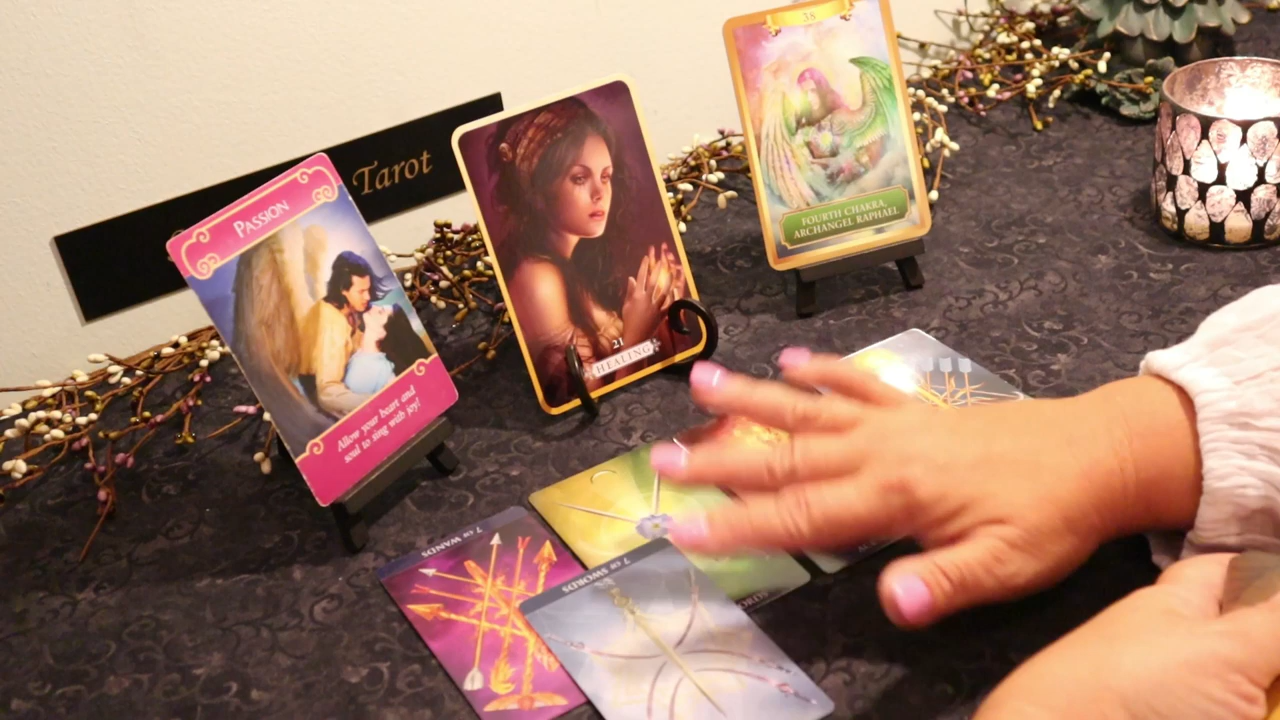 Tarot
PASSION
Allow your heart and
soul to sing with joy!
21
HEALING
38
FOURTH CHAKRA,
ARCHANGEL RAPHAEL
7 OF WANDS
7 OF SWORDS